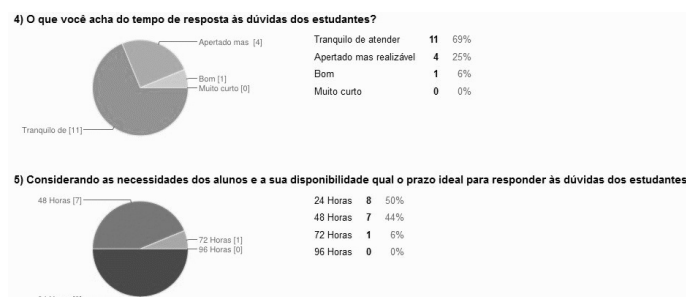 4) O que você acha do tempo de resposta às dúvidas dos estudantes?
Apertado mas [4]
Bom [1]
Muito curto [0]
Tranquilo de [11]
Tranquilo de atender 11 69%
Apertado mas realizável 4 25%
Bom 1 6%
Muito curto 0 0%
5) Considerando as necessidades dos alunos e a sua disponibilidade qual o prazo ideal para responder às dúvidas dos estudantes
48 Horas [7]
72 Horas [1]
96 Horas [0]
24 Horas 8 50%
48 Horas 7 44%
72 Horas 1 6%
96 Horas 0 0%